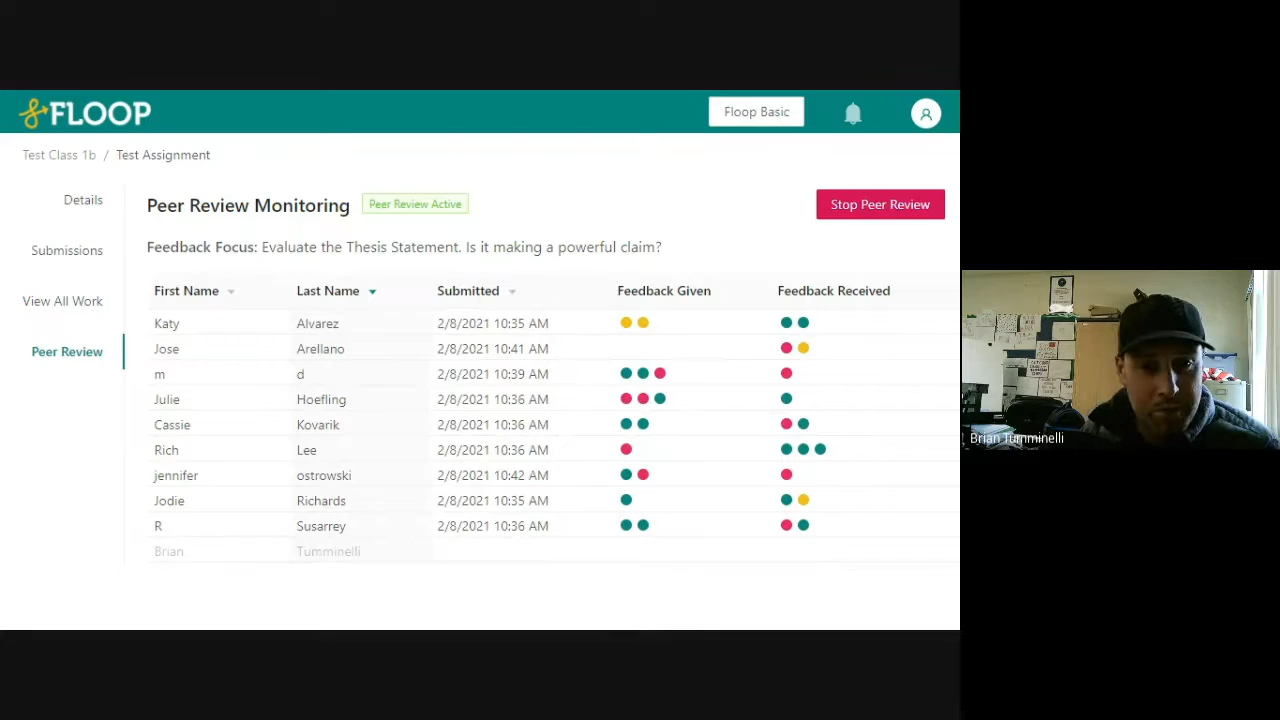 FLOOP
Floop Basic
Test Class 1b / Test Assignment
Details
Submissions
View All Work
Peer Review
Peer Review Monitoring
Peer Review Active
Stop Peer Review
Feedback Focus: Evaluate the Thesis Statement. Is it making a powerful claim?
First Name Last Name Submitted Feedback Given Feedback Received
Katy Alvarez 2/8/2021 10:35 AM
Jose Arellano 2/8/2021 10:41 AM
m d 2/8/2021 10:39 AM
Julie Hoefling 2/8/2021 10:36 AM
Cassie Kovarik 2/8/2021 10:36 AM
Rich Lee 2/8/2021 10:36 AM
jennifer ostrowski 2/8/2021 10:42 AM
Jodie Richards 2/8/2021 10:35 AM
R Susarrey 2/8/2021 10:36 AM
Brian Tumminelli
Brian Tumminelli